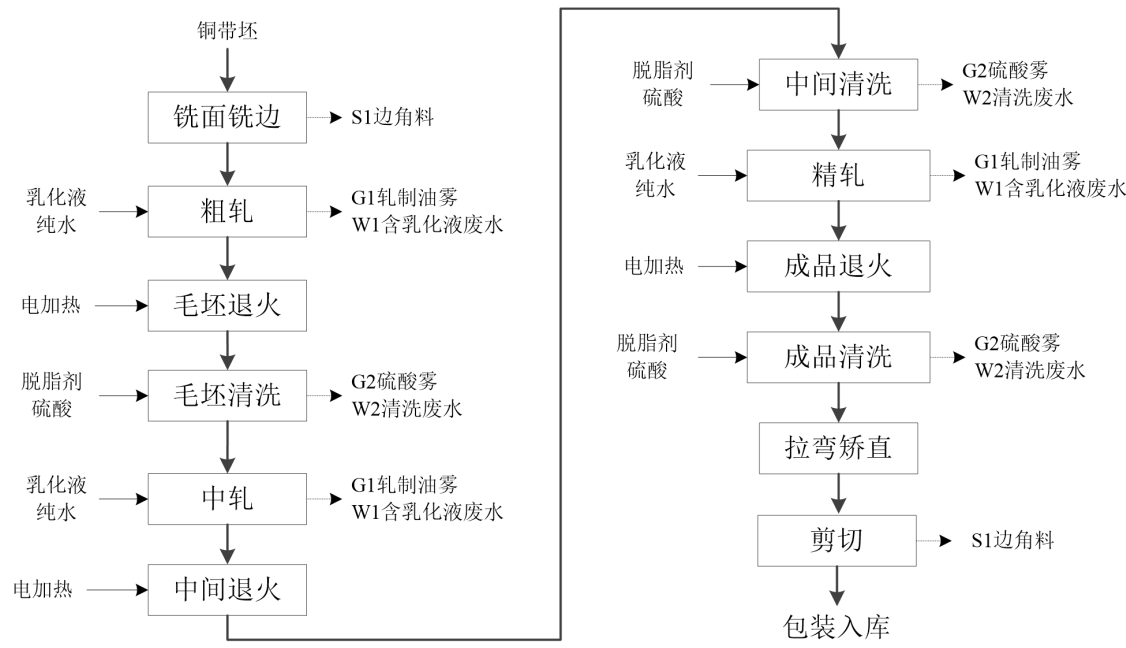 铜带坯
铣面铣边
S1边角料
乳化液
纯水
粗轧
G1轧制油雾
W1含乳化液废水
电加热
毛坯退火
脱脂剂
硫酸
毛坯清洗
G2硫酸雾
W2清洗废水
乳化液
纯水
中轧
G1轧制油雾
W1含乳化液废水
电加热
中间退火
脱脂剂
硫酸
中间清洗
G2硫酸雾
W2清洗废水
乳化液
纯水
精轧
G1轧制油雾
W1含乳化液废水
电加热
成品退火
脱脂剂
硫酸
成品清洗
G2硫酸雾
W2清洗废水
拉弯矫直
剪切
S1边角料
包装入库